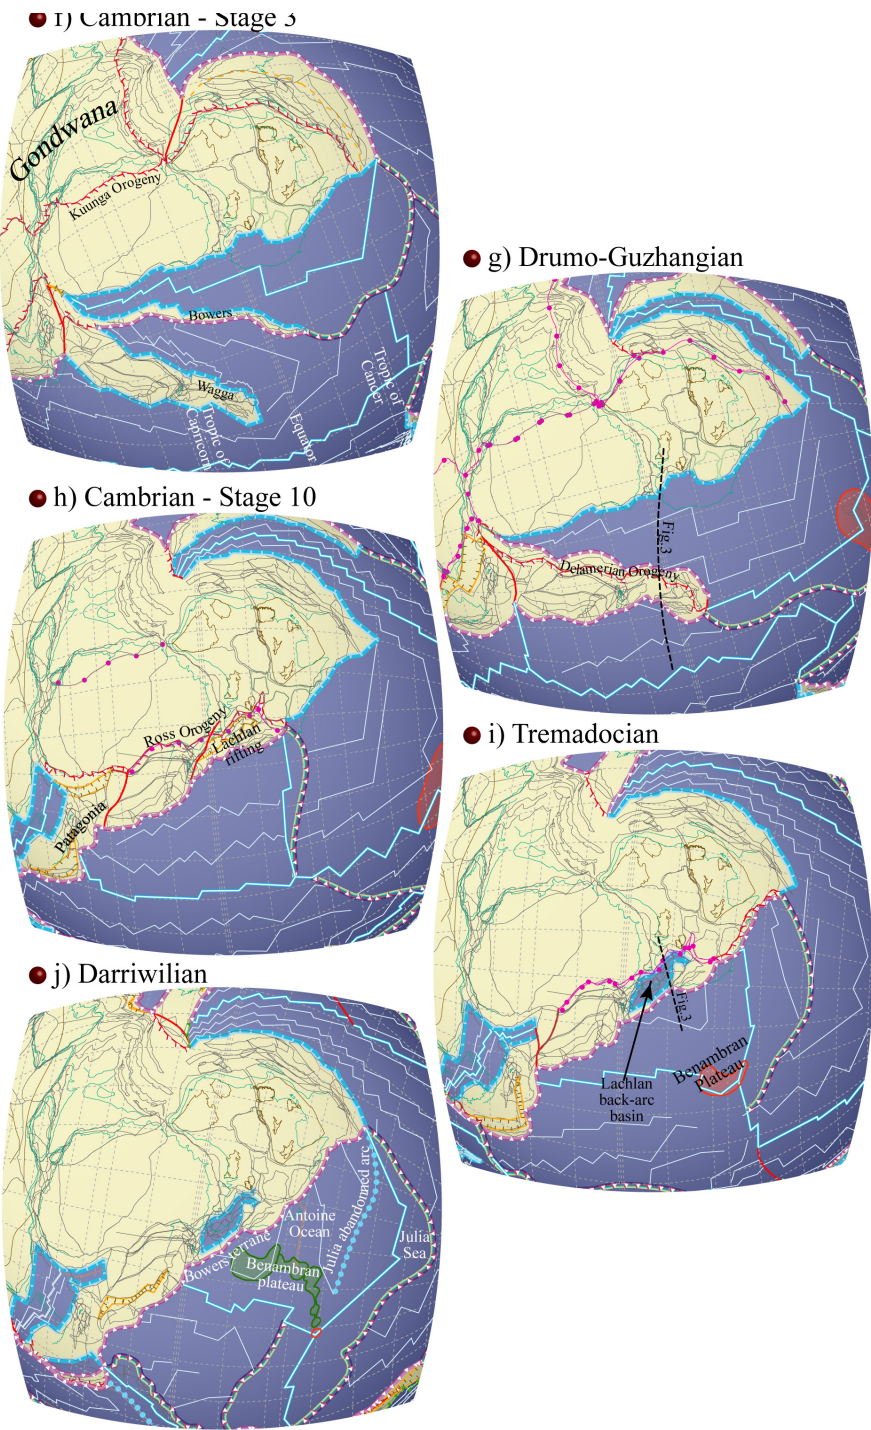 f) Cambrian - Stage 3
Gondwana
Kuunga Orogeny
Bowers
Wagga
Tropic of
Cancer
Tropic of
Capricorn
Equator
g) Drumo-Guzhangian
Fig.3
Delamerian Orogeny
h) Cambrian - Stage 10
Ross Orogeny
Lachlan
rifting
Patagonia
i) Tremadocian
Fig.3
Benambran
Plateau
Lachlan
back-arc
basin
j) Darriwilian
Julia abandonned arc
Antoine
Ocean
Julia
Sea
Bowers terrane
Benambran
plateau